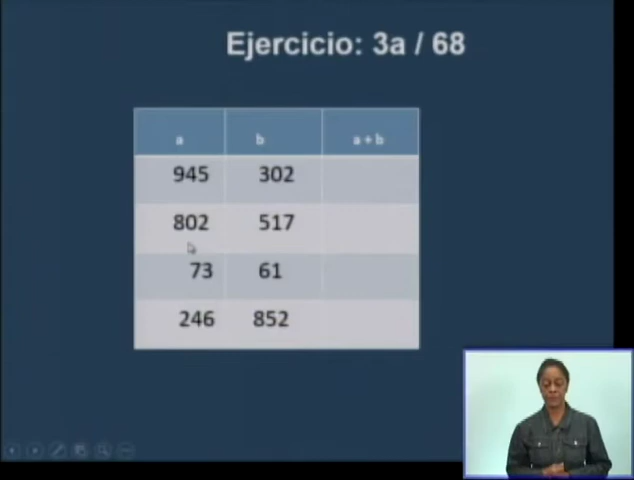 Ejercicio: 3a / 68
a b a + b
945 302
802 517
73 61
246 852